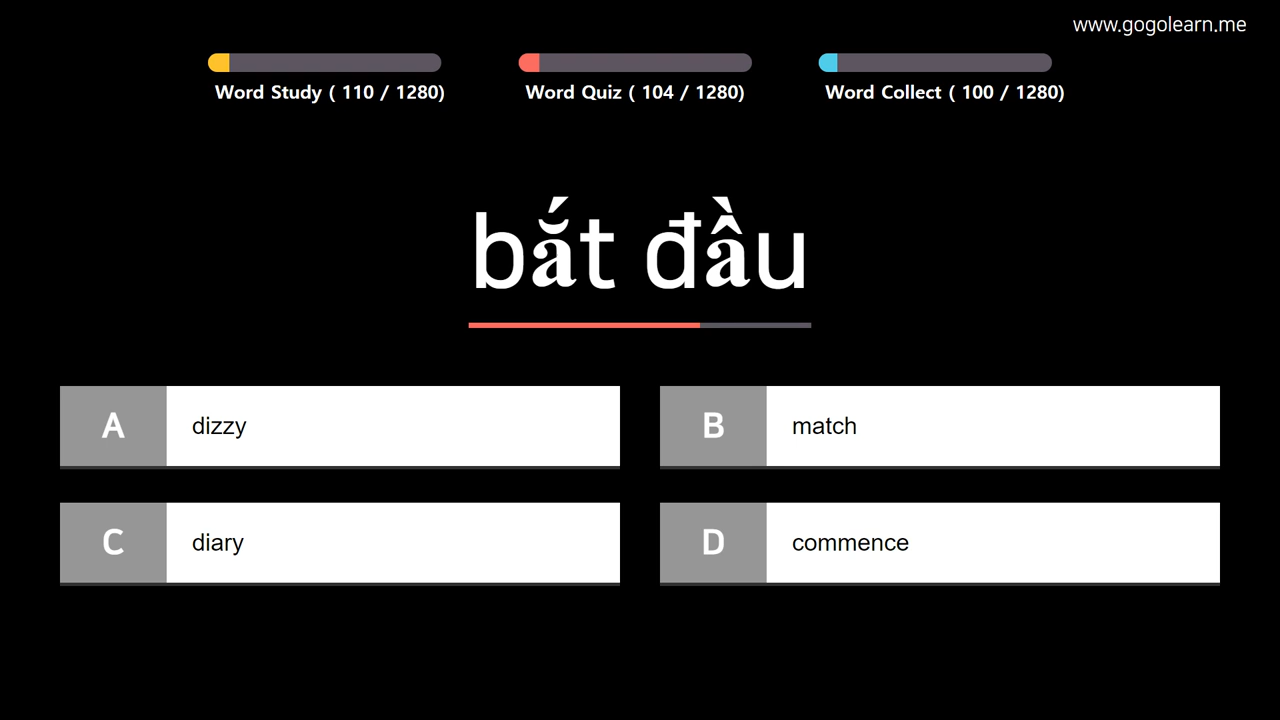 www.gogolearn.me
Word Study ( 110 / 1280)
Word Quiz ( 104 / 1280)
Word Collect ( 100 / 1280)
bắt đầu
A dizzy
B match
C diary
D commence